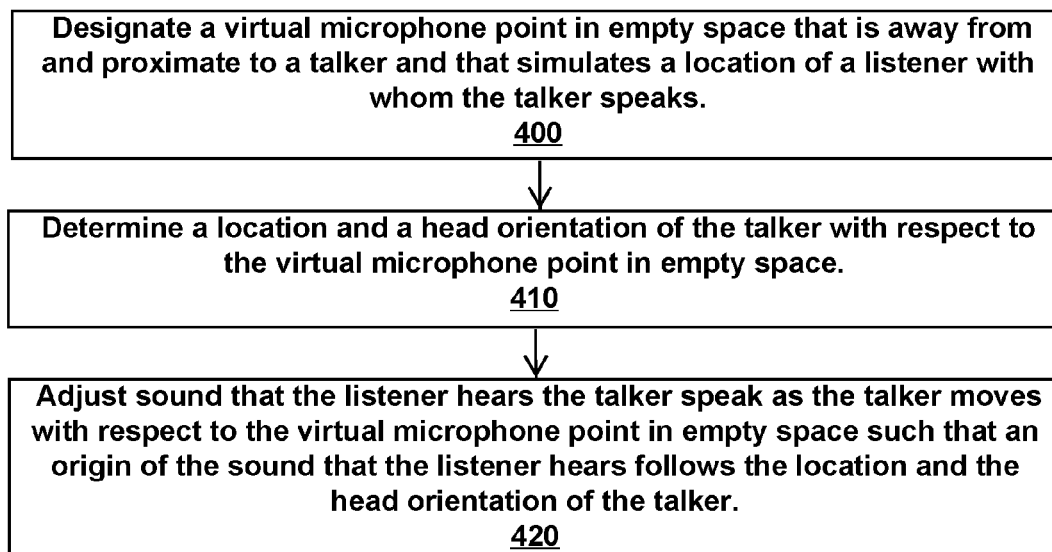 Designate a virtual microphone point in empty space that is away from
and proximate to a talker and that simulates a location of a listener with
whom the talker speaks.
400
Determine a location and a head orientation of the talker with respect to
the virtual microphone point in empty space.
410
Adjust sound that the listener hears the talker speak as the talker moves
with respect to the virtual microphone point in empty space such that an
origin of the sound that the listener hears follows the location and the
head orientation of the talker.
420